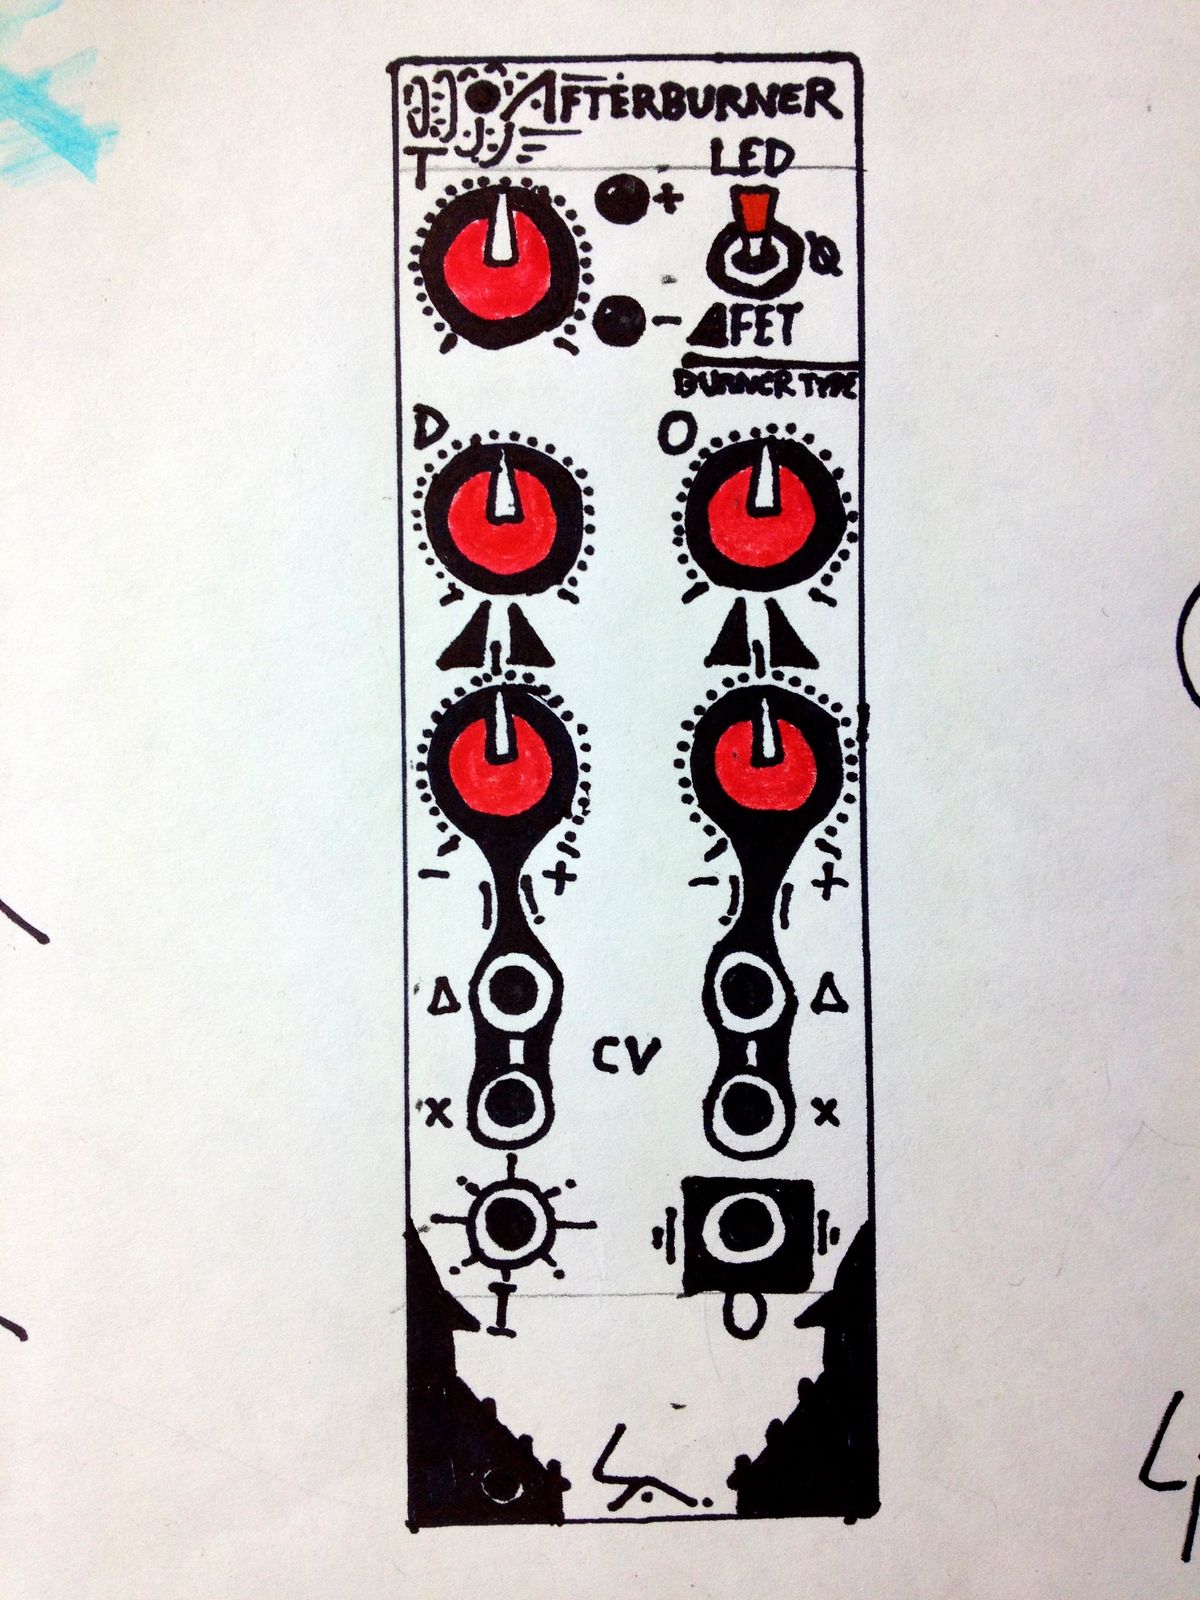 AFTERBURNER
T
LED
+
Ø
-
FET
BURNER TYPE
D
O
- +
- +
Δ
Δ
CV
X
X
I
O